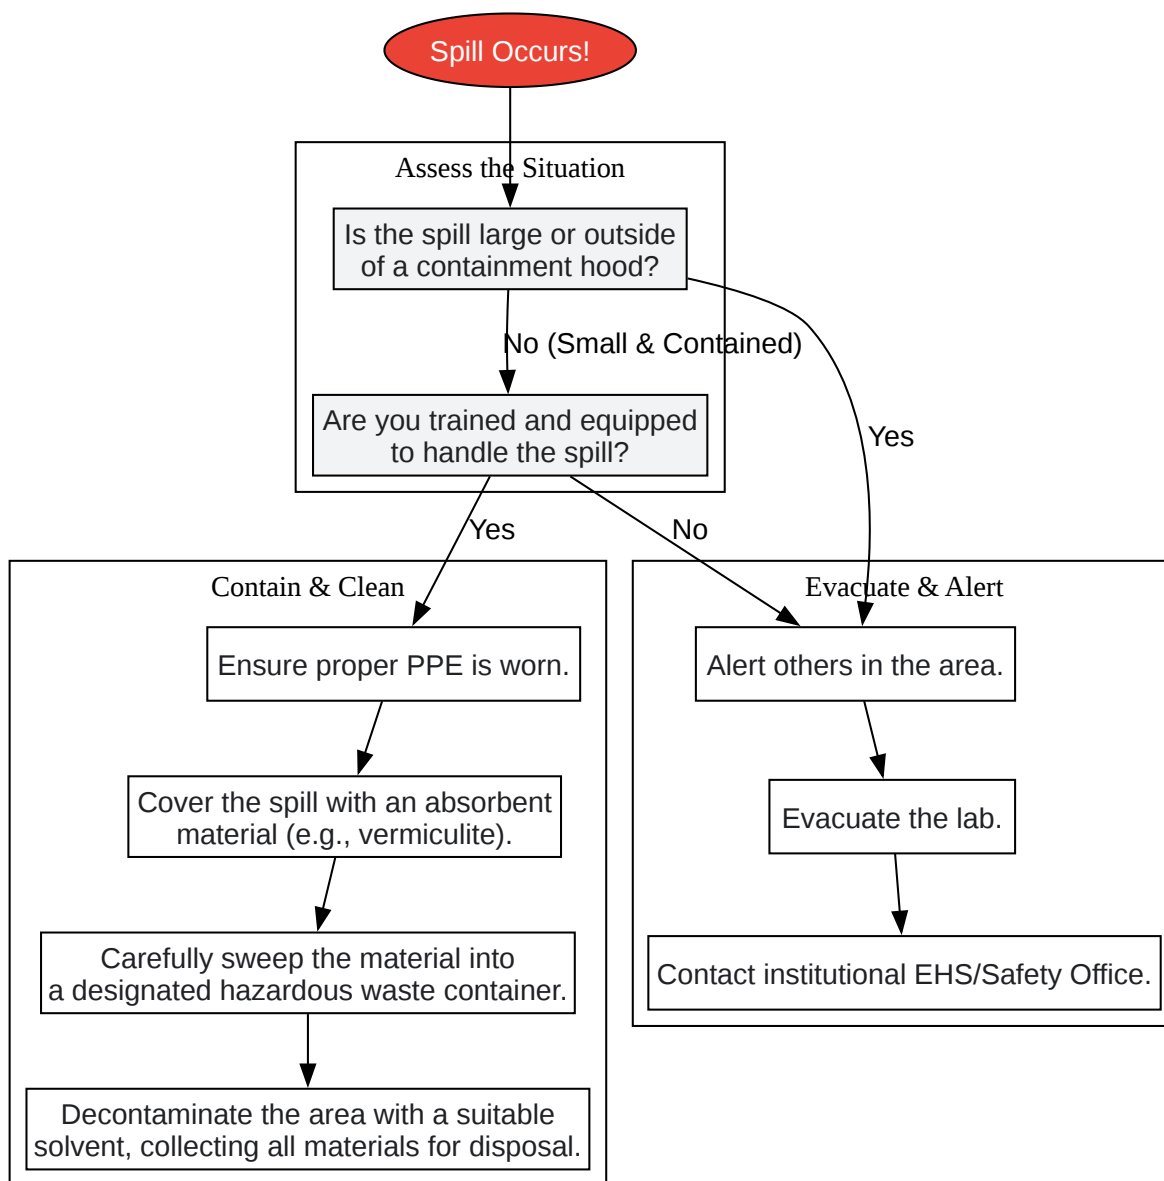 Spill Occurs!
Assess the Situation
Is the spill large or outside
of a containment hood?
No (Small & Contained)
Yes
Are you trained and equipped
to handle the spill?
Yes
No
Contain & Clean
Ensure proper PPE is worn.
Cover the spill with an absorbent
material (e.g., vermiculite).
Carefully sweep the material into
a designated hazardous waste container.
Decontaminate the area with a suitable
solvent, collecting all materials for disposal.
Evacuate & Alert
Alert others in the area.
Evacuate the lab.
Contact institutional EHS/Safety Office.